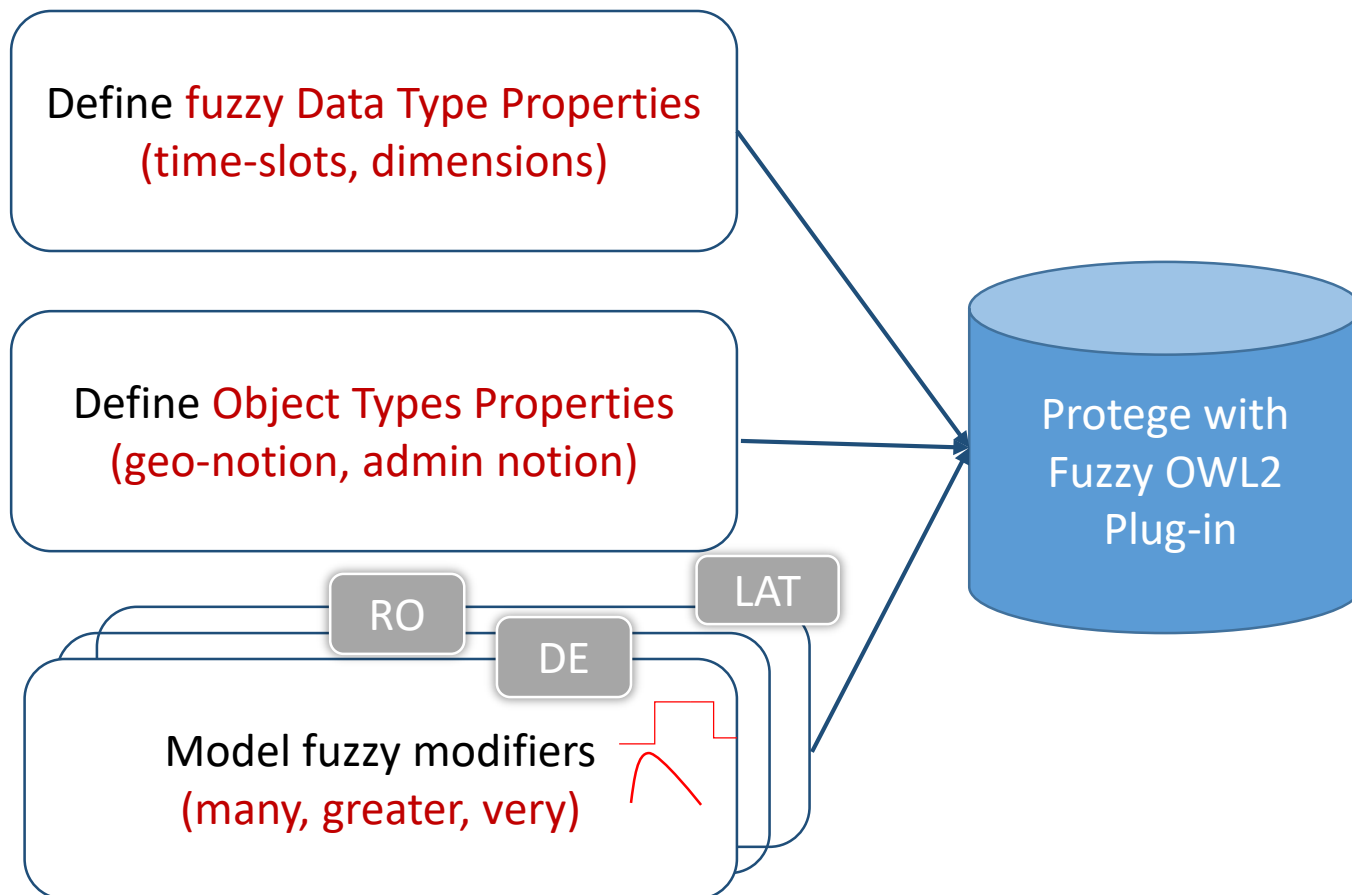 Define fuzzy Data Type Properties
(time-slots, dimensions)
Define Object Types Properties
(geo-notion, admin notion)
Protege with
Fuzzy OWL2
Plug-in
RO
LAT
DE
Model fuzzy modifiers
(many, greater, very)